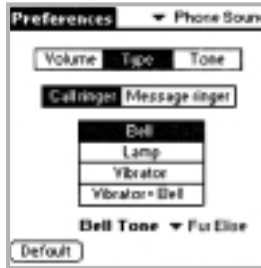 Preferences Phone Soun
Volume Type Tone
Call ringer Message ringer
Bell
Lamp
Vibrator
Vibrator + Bell
Bell Tone Fur Elise
Default